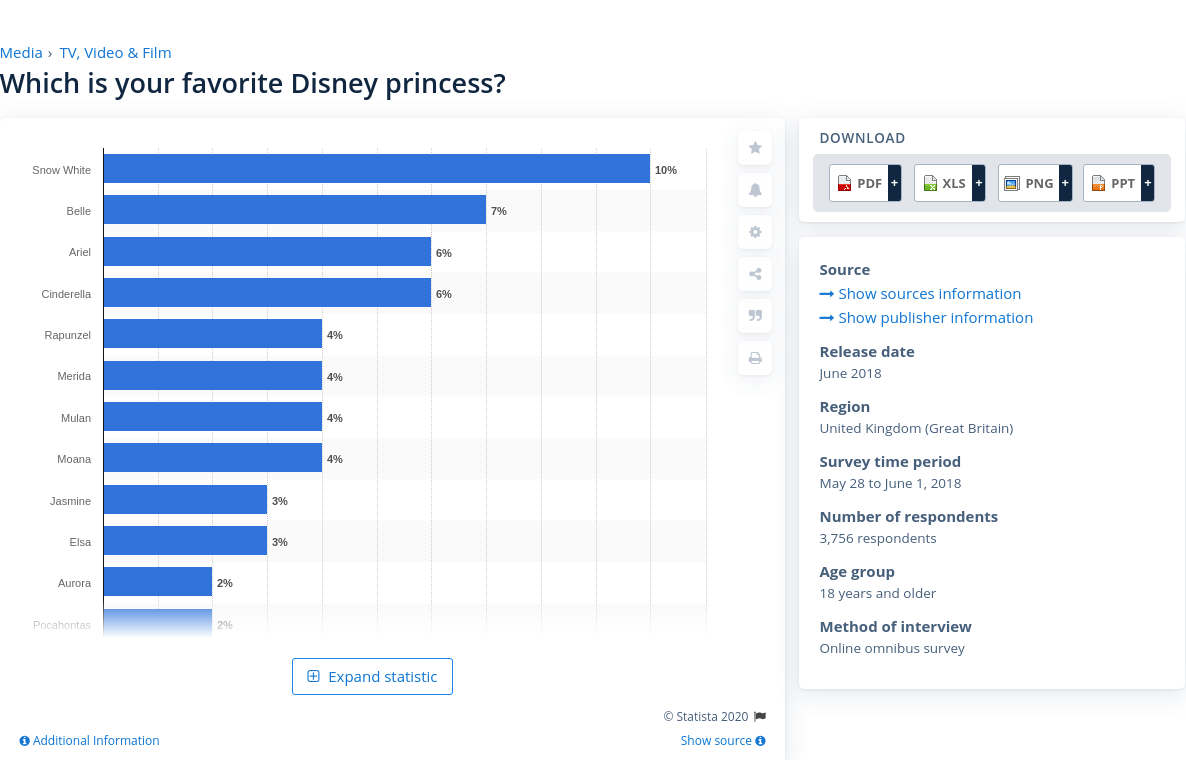 Media › TV, Video & Film
Which is your favorite Disney princess?
Snow White 10%
Belle 7%
Ariel 6%
Cinderella 6%
Rapunzel 4%
Merida 4%
Mulan 4%
Moana 4%
Jasmine 3%
Elsa 3%
Aurora 2%
Pocahontas 2%
Expand statistic
© Statista 2020
Additional Information
Show source
DOWNLOAD
PDF + XLS + PNG + PPT +
Source
Show sources information
Show publisher information
Release date
June 2018
Region
United Kingdom (Great Britain)
Survey time period
May 28 to June 1, 2018
Number of respondents
3,756 respondents
Age group
18 years and older
Method of interview
Online omnibus survey